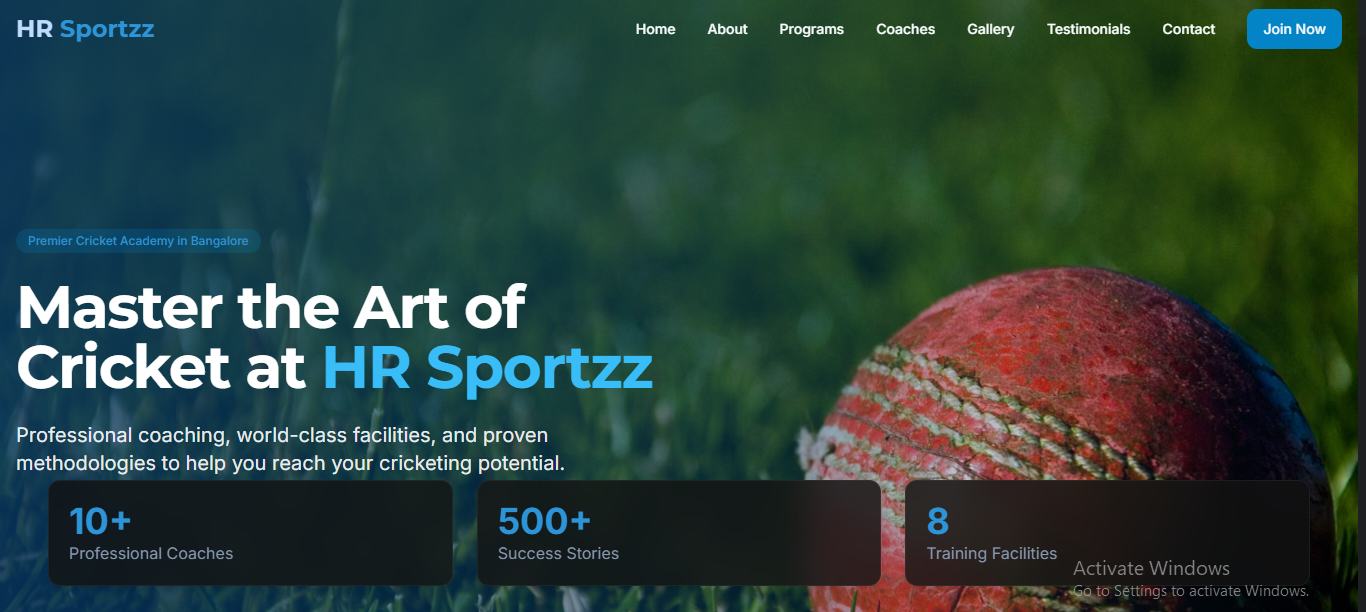 HR Sportzz
Home About Programs Coaches Gallery Testimonials Contact Join Now
Premier Cricket Academy in Bangalore
Master the Art of
Cricket at HR Sportzz
Professional coaching, world-class facilities, and proven
methodologies to help you reach your cricketing potential.
10+
Professional Coaches
500+
Success Stories
8
Training Facilities
Activate Windows
Go to Settings to activate Windows.